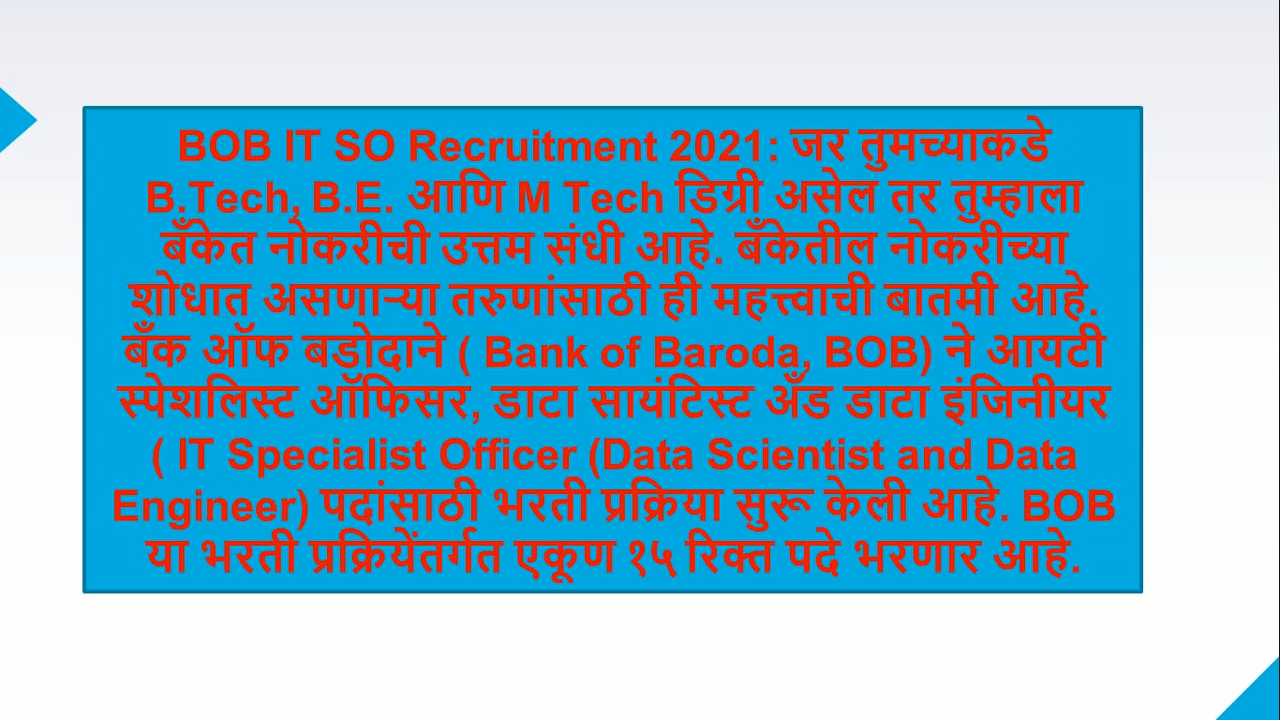 BOB IT SO Recruitment 2021: जर तुमच्याकडे
B.Tech, B.E. आणि M Tech डिग्री असेल तर तुम्हाला
बँकेत नोकरीची उत्तम संधी आहे. बँकेतील नोकरीच्या
शोधात असणाऱ्या तरुणांसाठी ही महत्त्वाची बातमी आहे.
बँक ऑफ बडोदाने ( Bank of Baroda, BOB) ने आयटी
स्पेशलिस्ट ऑफिसर, डाटा सायंटिस्ट अँड डाटा इंजिनीयर
( IT Specialist Officer (Data Scientist and Data
Engineer) पदांसाठी भरती प्रक्रिया सुरू केली आहे. BOB
या भरती प्रक्रियेंतर्गत एकूण १५ रिक्त पदे भरणार आहे.